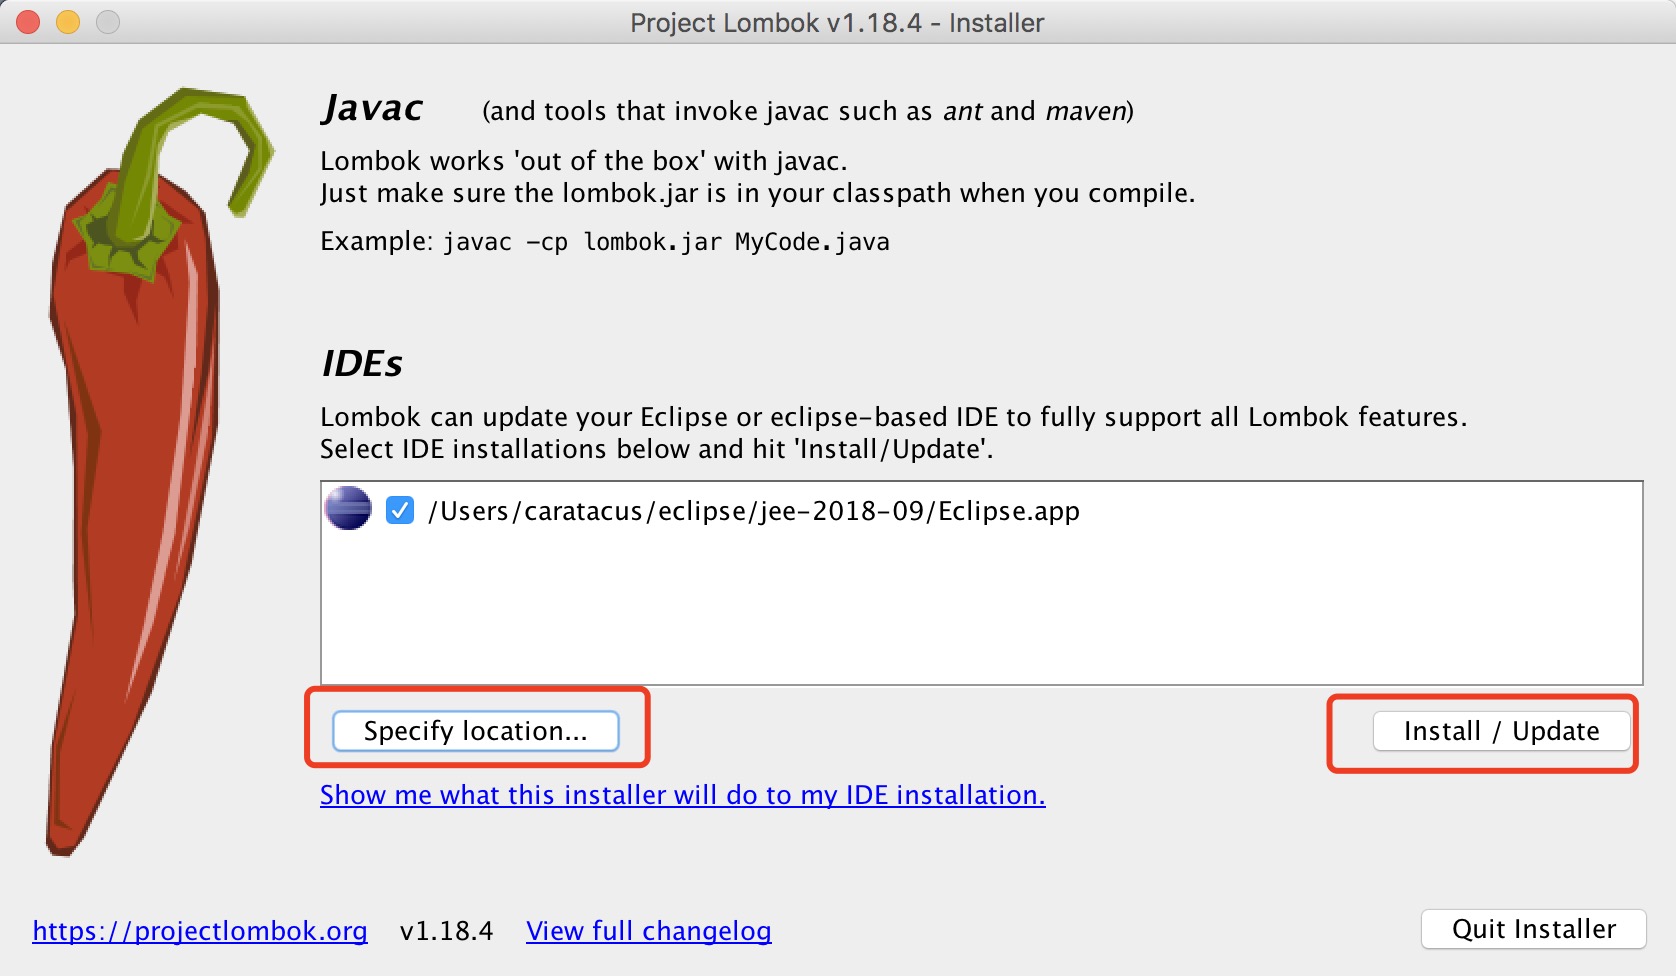 Project Lombok v1.18.4 - Installer
Javac (and tools that invoke javac such as ant and maven)
Lombok works 'out of the box' with javac.
Just make sure the lombok.jar is in your classpath when you compile.
Example: javac -cp lombok.jar MyCode.java
IDEs
Lombok can update your Eclipse or eclipse-based IDE to fully support all Lombok features.
Select IDE installations below and hit 'Install/Update'.
/Users/caratacus/eclipse/jee-2018-09/Eclipse.app
Specify location... Install / Update
Show me what this installer will do to my IDE installation.
https://projectlombok.org v1.18.4 View full changelog Quit Installer